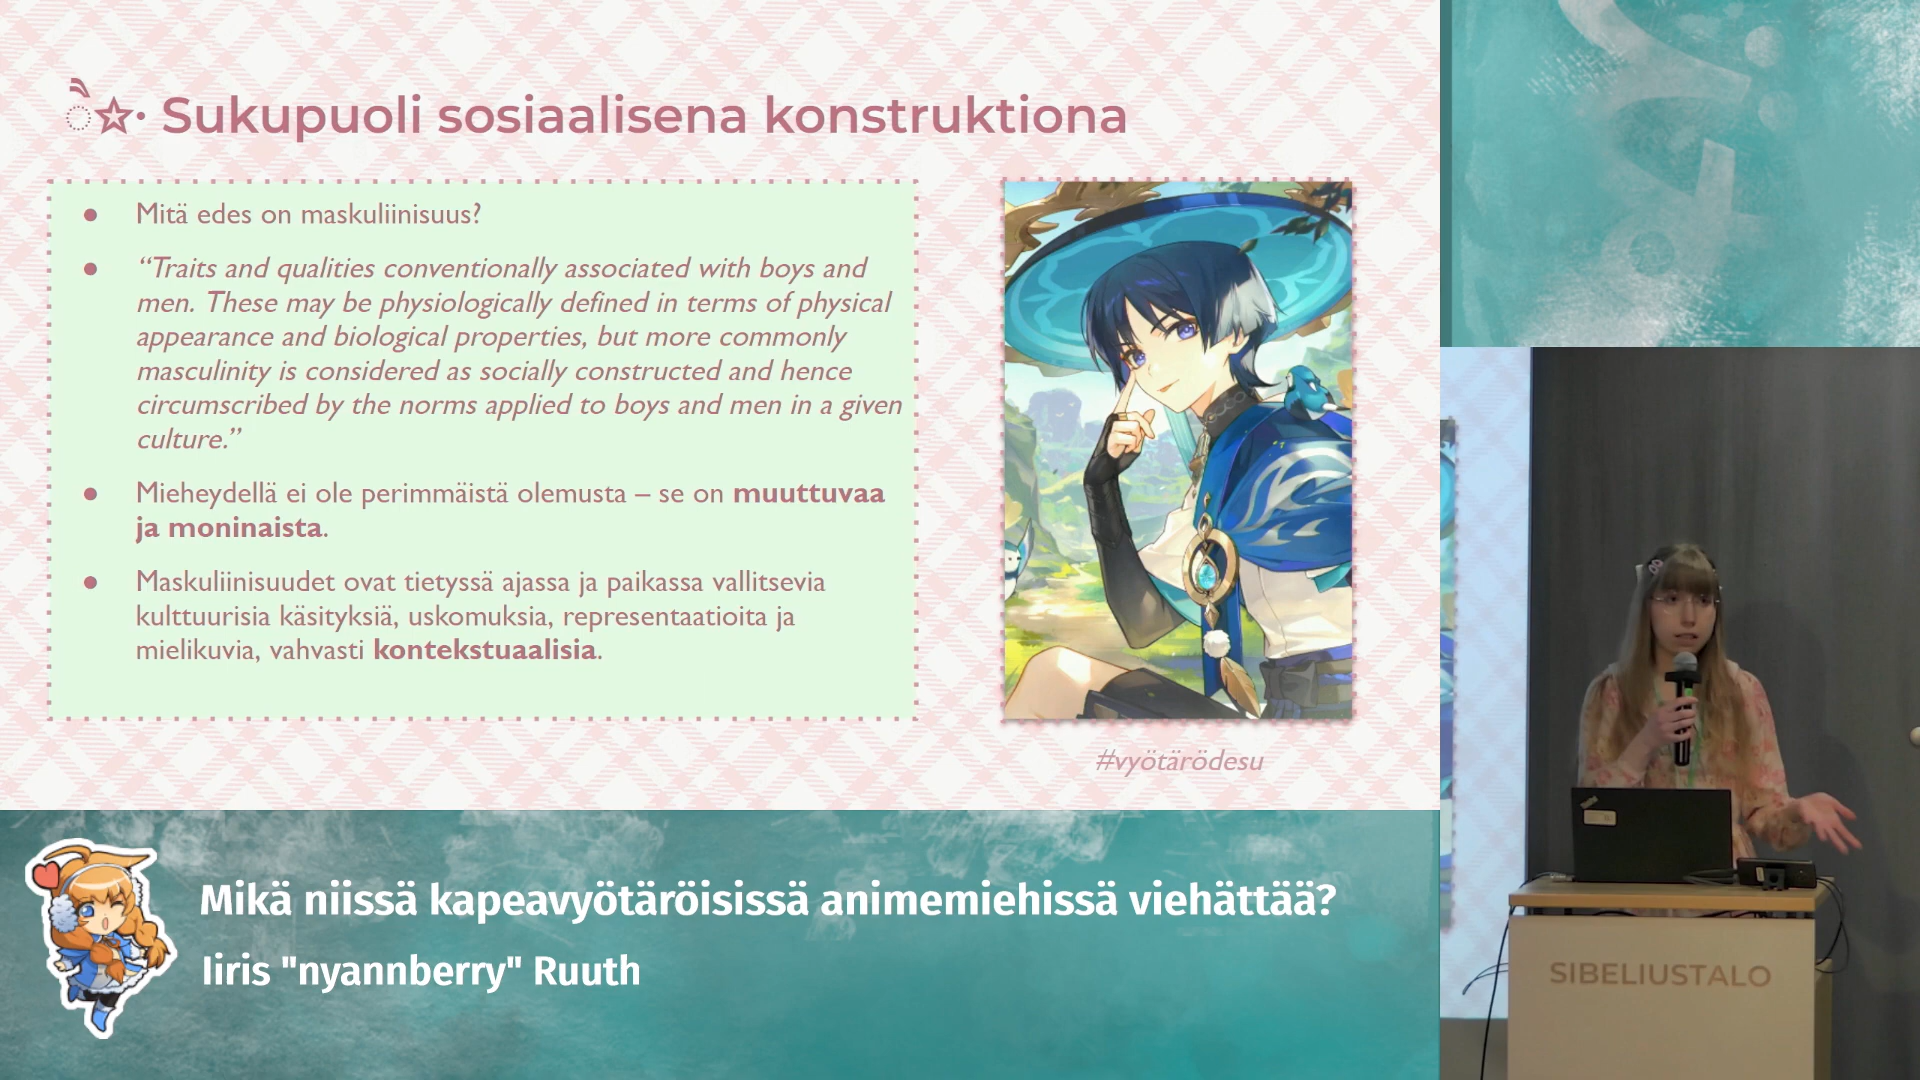 Sukupuoli sosiaalisena konstruktiona
● Mitä edes on maskuliinisuus?
● “Traits and qualities conventionally associated with boys and
men. These may be physiologically defined in terms of physical
appearance and biological properties, but more commonly
masculinity is considered as socially constructed and hence
circumscribed by the norms applied to boys and men in a given
culture.”
● Mieheydellä ei ole perimmäistä olemusta – se on muuttuvaa
ja moninaista.
● Maskuliinisuudet ovat tietyssä ajassa ja paikassa vallitsevia
kulttuurisia käsityksiä, uskomuksia, representaatioita ja
mielikuvia, vahvasti kontekstuaalisia.
#vyötärödesu
Mikä niissä kapeavyötäröisissä animemiehissä viehättää?
Iiris "nyannberry" Ruuth
SIBELIUSTALO